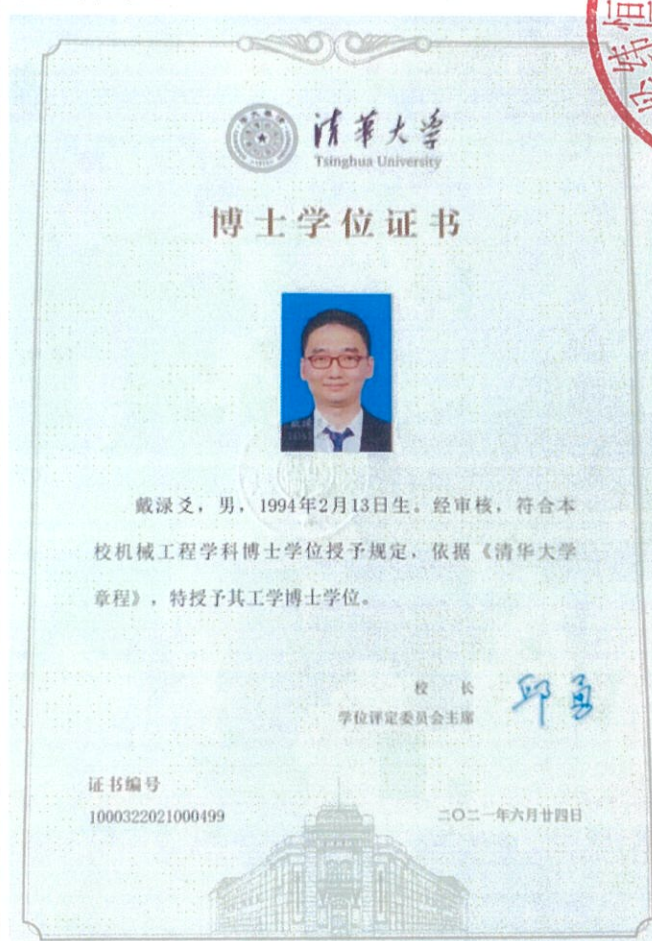 清華大学
Tsinghua University
博士学位证书
戴渌爻，男，1994年2月13日生。经审核，符合本
校机械工程学科博士学位授予规定，依据《清华大学
章程》，特授予其工学博士学位。
校 长
学位评定委员会主席
邱勇
证书编号
1000322021000499
二〇二一年六月廿四日